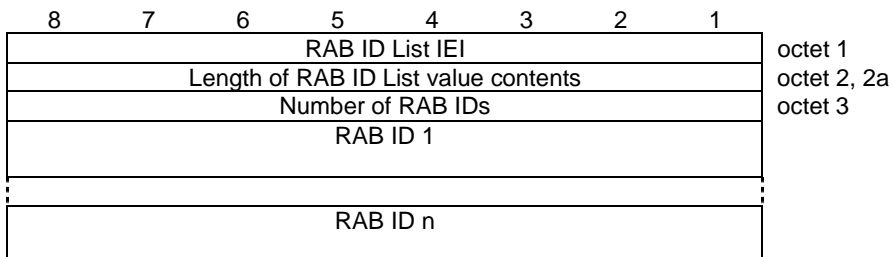 8 7 6 5 4 3 2 1
RAB ID List IEI octet 1
Length of RAB ID List value contents octet 2, 2a
Number of RAB IDs octet 3
RAB ID 1
RAB ID n